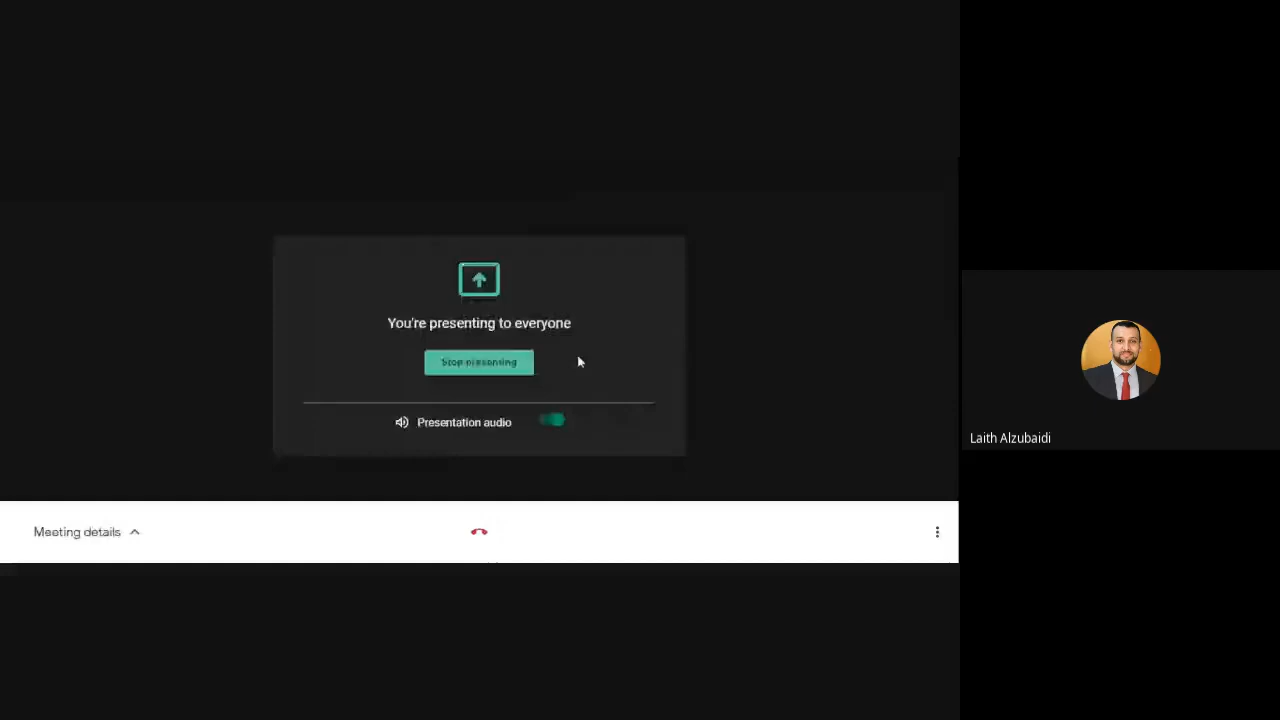 You're presenting to everyone
Stop presenting
Presentation audio
Laith Alzubaidi
Meeting details